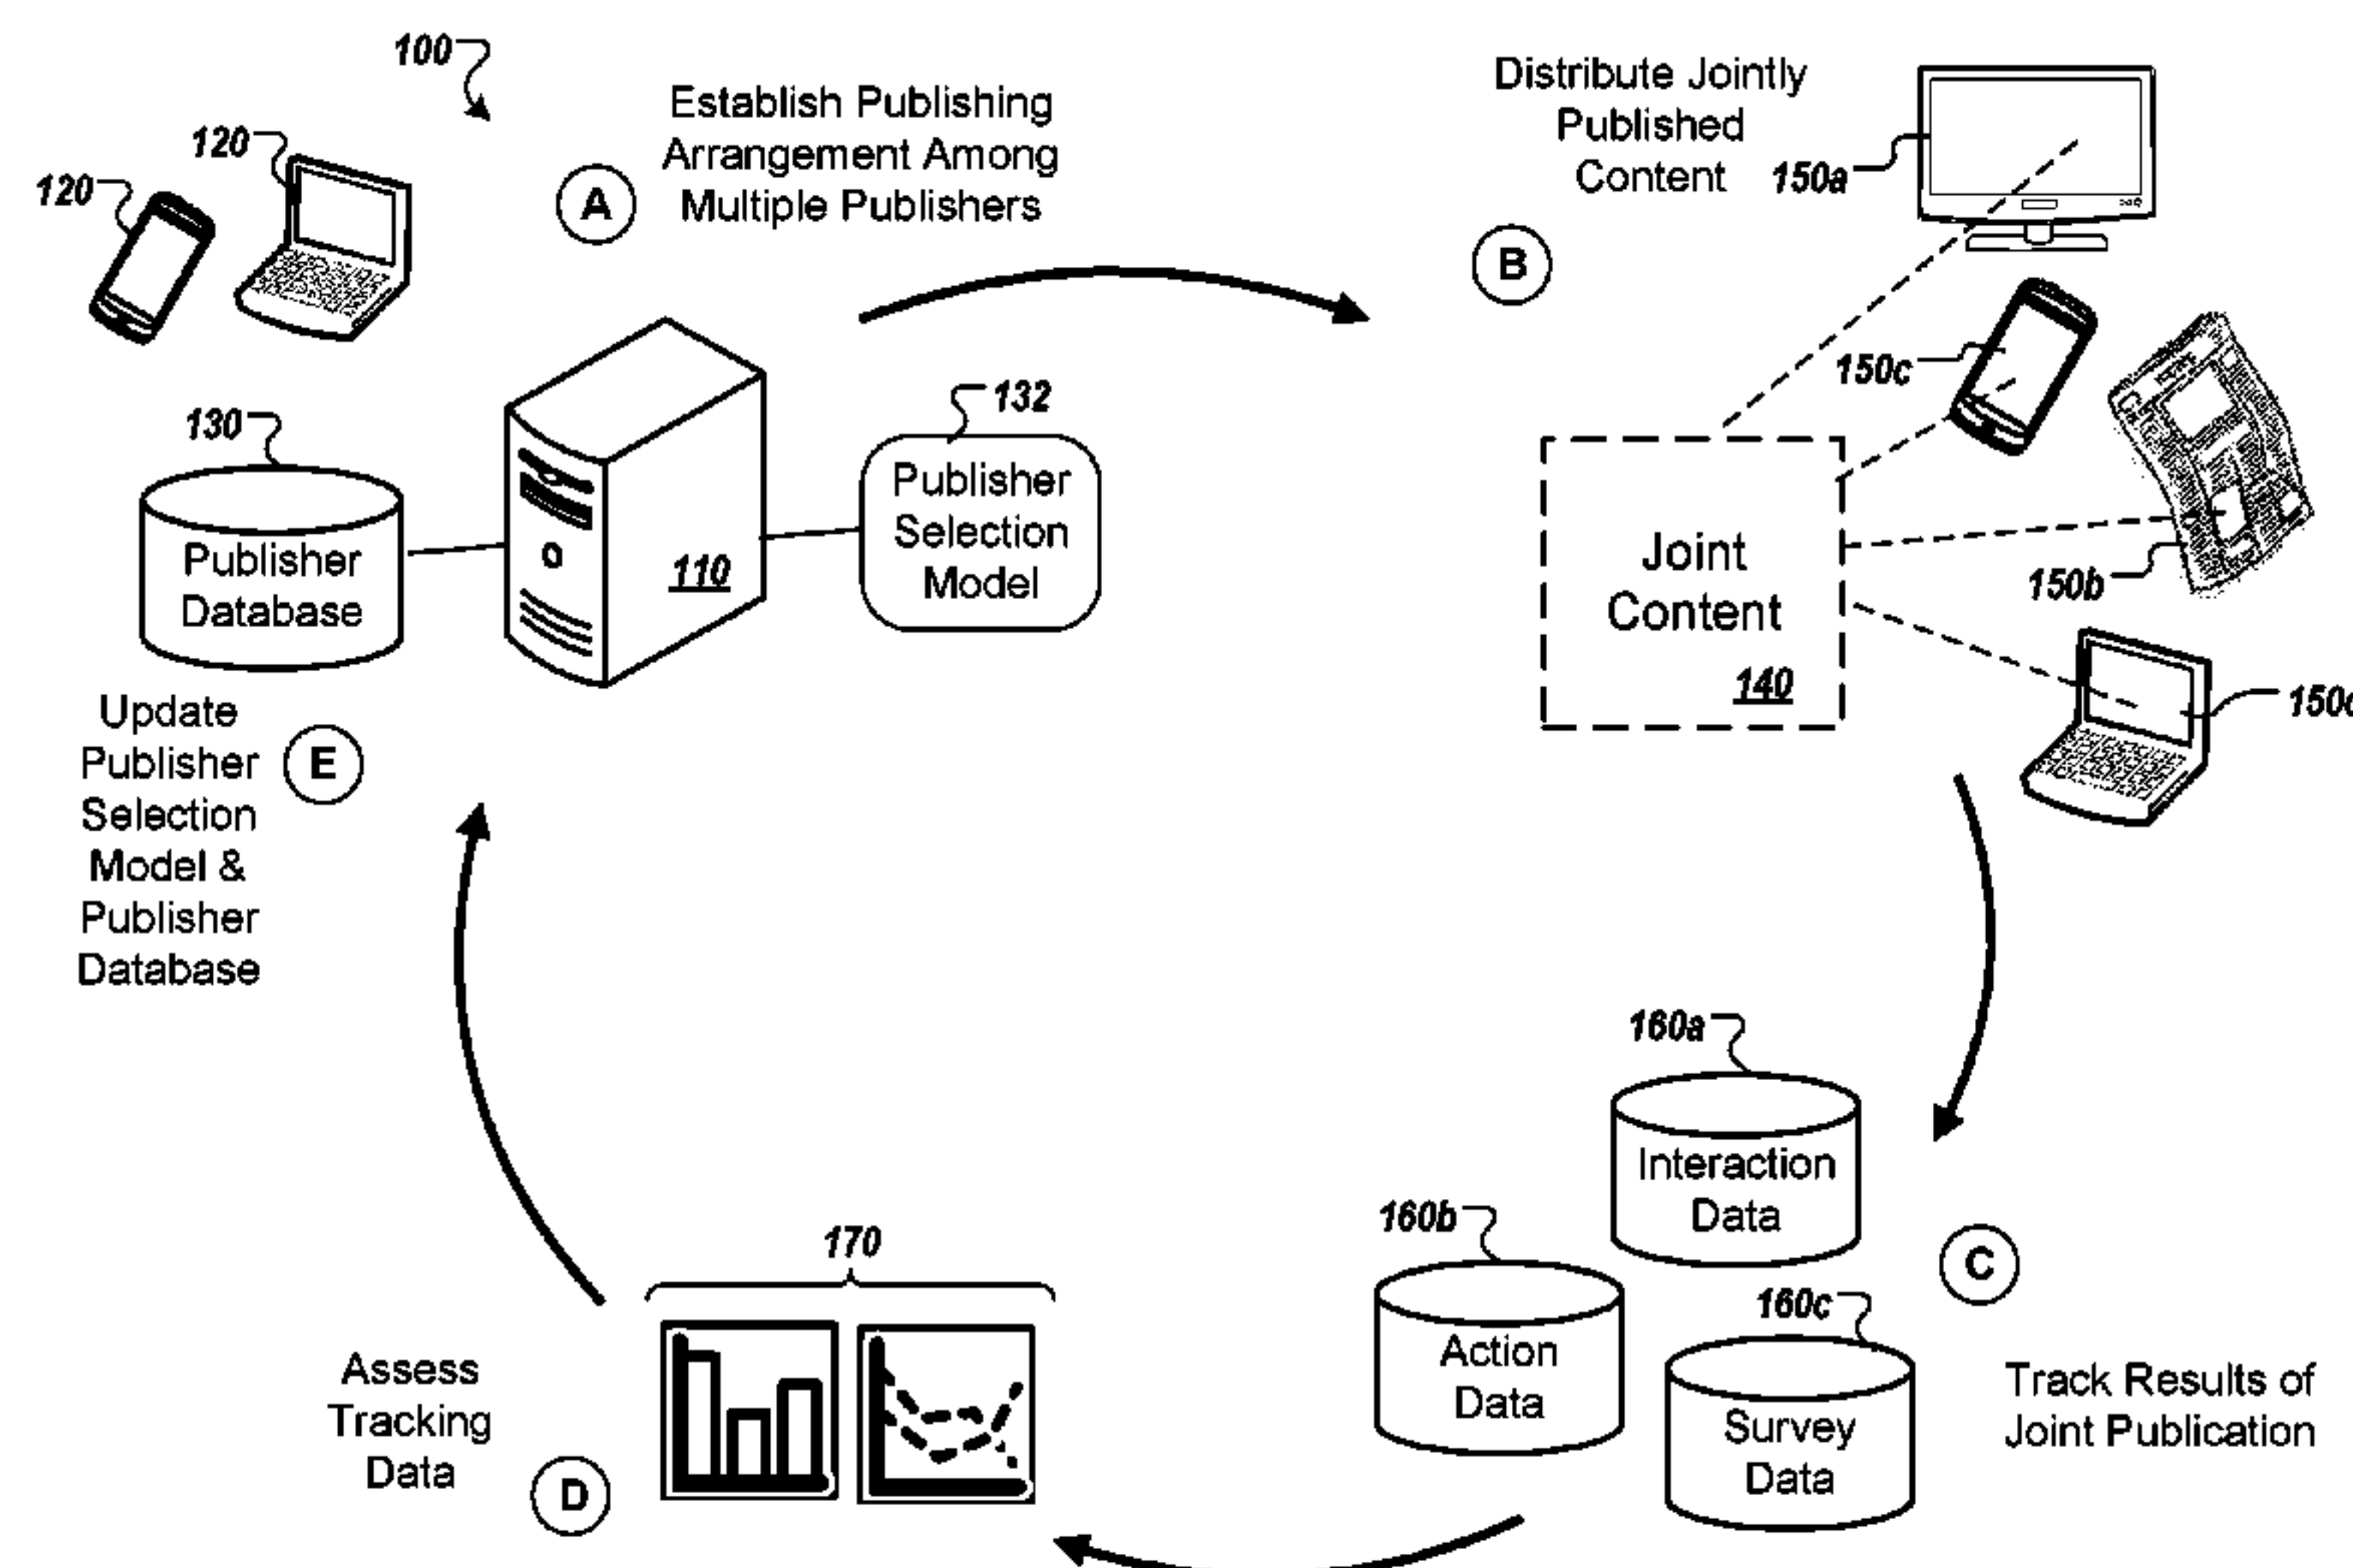 100
120
120
Establish Publishing
Arrangement Among
Multiple Publishers
A
130
Publisher
Database
110
132
Publisher
Selection
Model
Distribute Jointly
Published
Content
B
150a
150c
150b
Joint
Content
140
Update
Publisher
Selection
Model &
Publisher
Database
E
160a
Interaction
Data
160b
Action
Data
160c
Survey
Data
C
Track Results of
Joint Publication
170
Assess
Tracking
Data
D